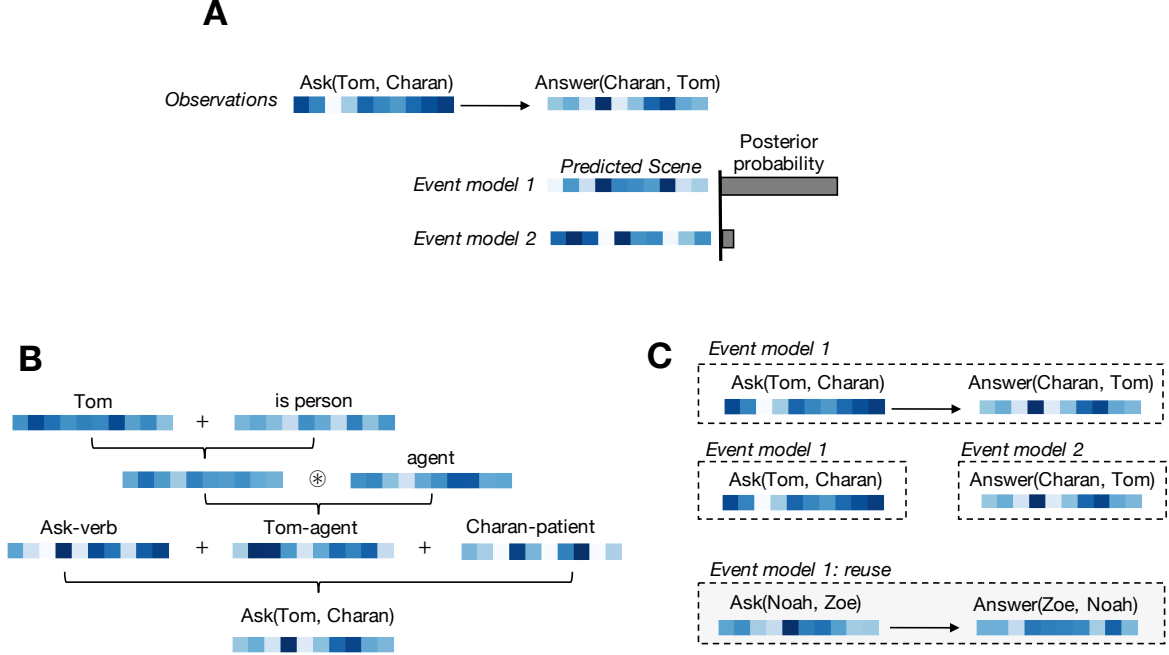 A
Ask(Tom, Charan)
Answer(Charan, Tom)
Observations
Posterior
probability
Predicted Scene
Event model 1
Event model 2
B
Tom
+
is person
agent
⊛
Ask-verb
Tom-agent
Charan-patient
+
+
Ask(Tom, Charan)
C
Event model 1
Ask(Tom, Charan)
Answer(Charan, Tom)
Event model 1
Event model 2
Ask(Tom, Charan)
Answer(Charan, Tom)
Event model 1: reuse
Ask(Noah, Zoe)
Answer(Zoe, Noah)